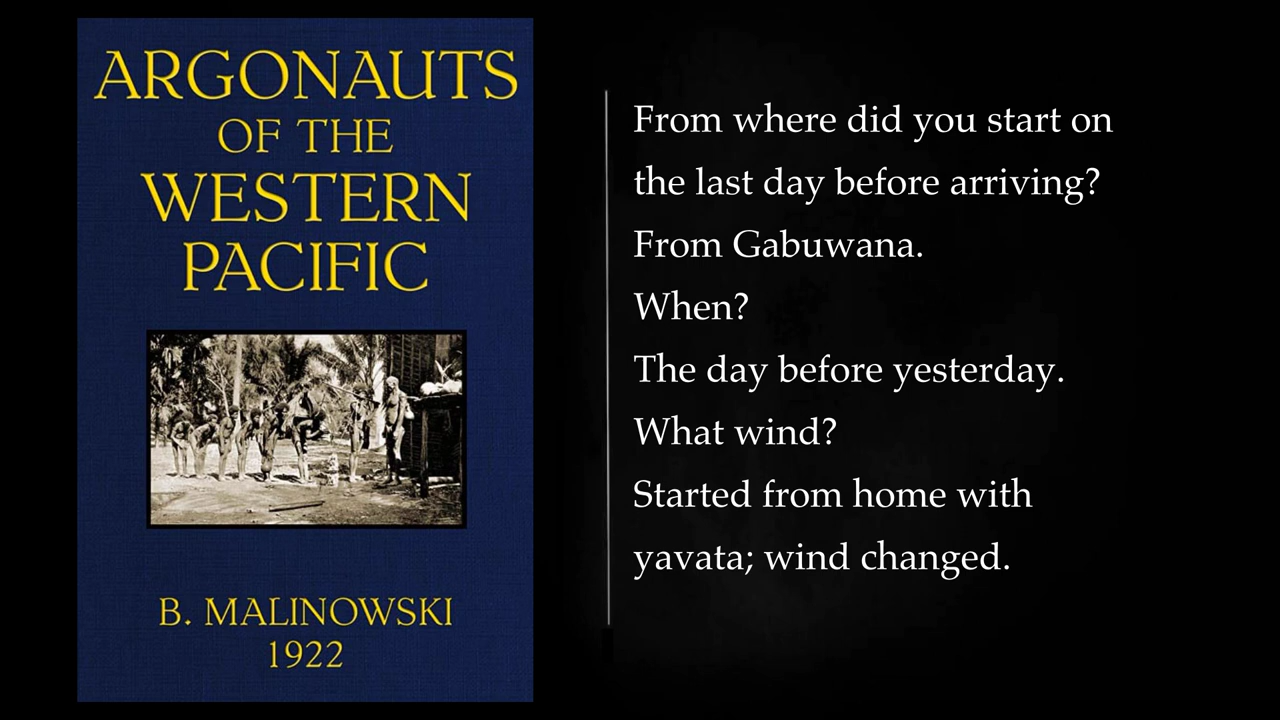 ARGONAUTS
OF THE
WESTERN
PACIFIC
B. MALINOWSKI
1922
From where did you start on
the last day before arriving?
From Gabuwana.
When?
The day before yesterday.
What wind?
Started from home with
yavata; wind changed.